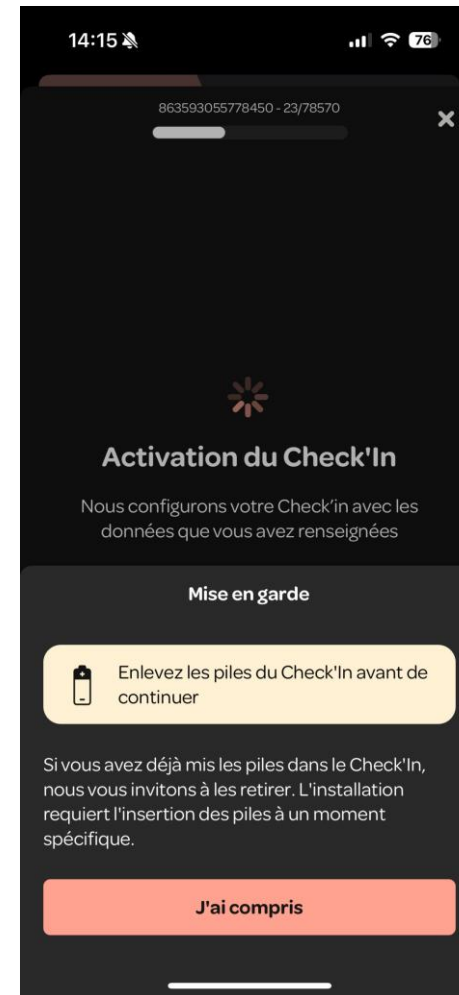 14:15
76
863593055778450 - 23/78570
Activation du Check'In
Nous configurons votre Check’in avec les
données que vous avez renseignées
Mise en garde
Enlevez les piles du Check'In avant de
continuer
Si vous avez déjà mis les piles dans le Check'In,
nous vous invitons à les retirer. L'installation
requiert l'insertion des piles à un moment
spécifique.
J'ai compris